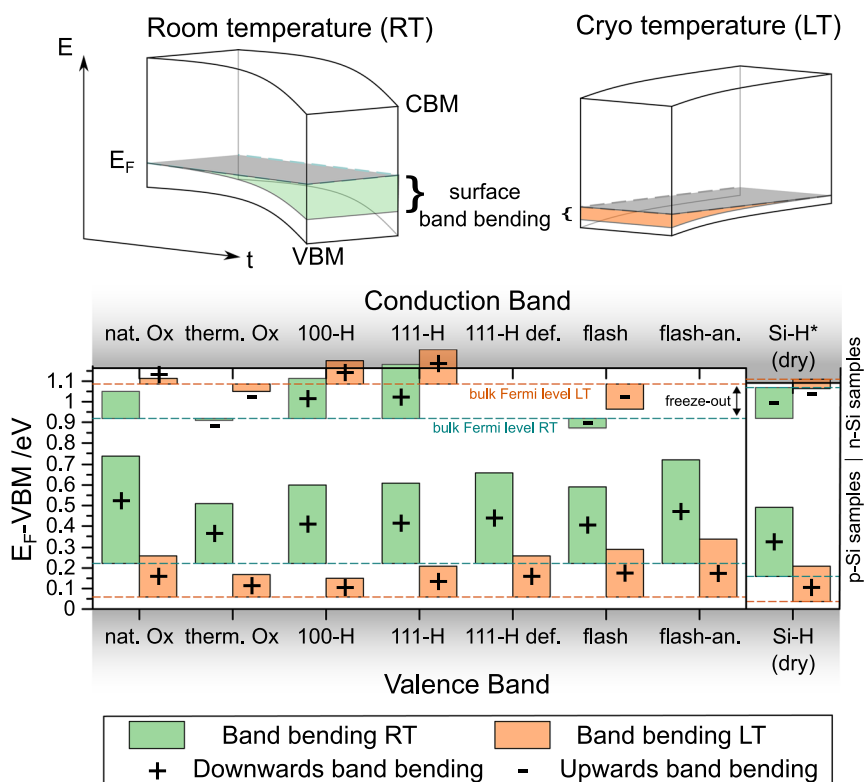 Room temperature (RT)
Cryo temperature (LT)
E
CBM
E_F
surface
band bending
VBM
t
Conduction Band
nat. Ox therm. Ox 100-H 111-H 111-H def. flash flash-an. Si-H*
(dry)
1.1
1
0.9
0.8
0.7
0.6
0.5
0.4
0.3
0.2
0.1
0
E_F-VBM /eV
bulk Fermi level LT
freeze-out
bulk Fermi level RT
p-Si samples | n-Si samples
nat. Ox therm. Ox 100-H 111-H 111-H def. flash flash-an. Si-H
(dry)
Valence Band
Band bending RT
Band bending LT
+ Downwards band bending
- Upwards band bending